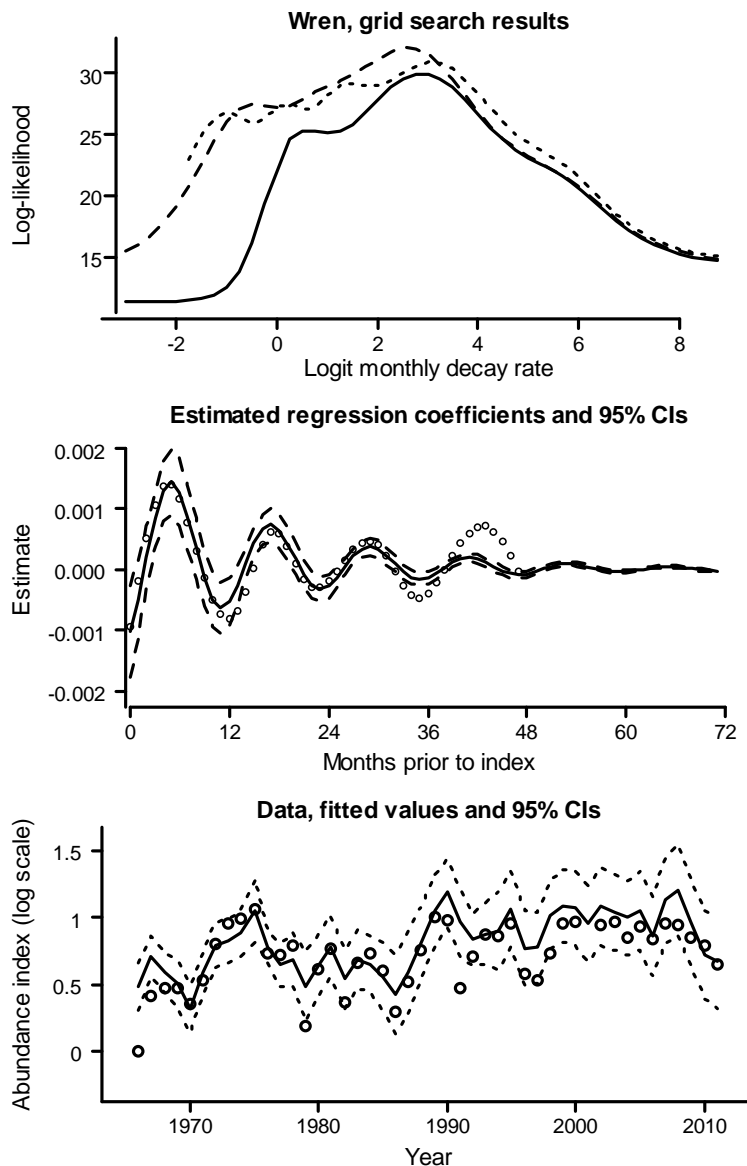 Wren, grid search results
Log-likelihood
30
25
20
15
-2 0 2 4 6 8
Logit monthly decay rate
Estimated regression coefficients and 95% CIs
Estimate
0.002
0.001
0.000
-0.001
-0.002
0 12 24 36 48 60 72
Months prior to index
Data, fitted values and 95% CIs
Abundance index (log scale)
1.5
1
0.5
0
1970 1980 1990 2000 2010
Year